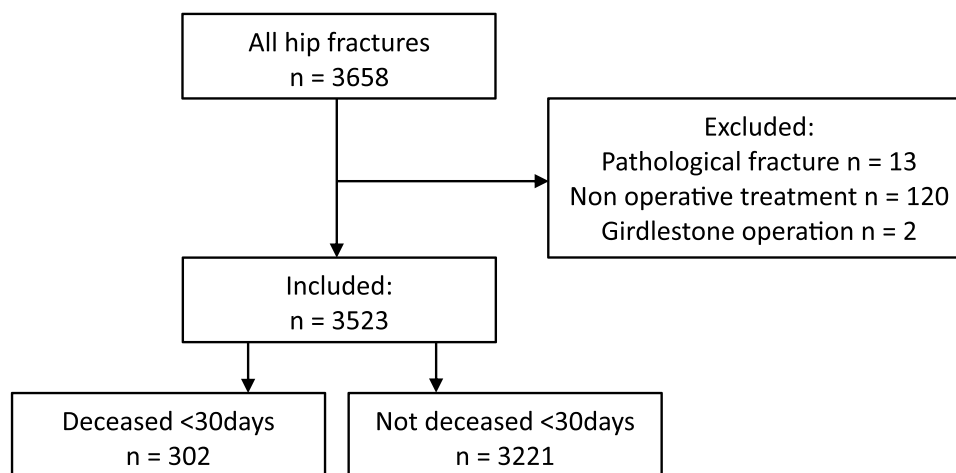 All hip fractures
n = 3658
Excluded:
Pathological fracture n = 13
Non operative treatment n = 120
Girdlestone operation n = 2
Included:
n = 3523
Deceased <30days
n = 302
Not deceased <30days
n = 3221